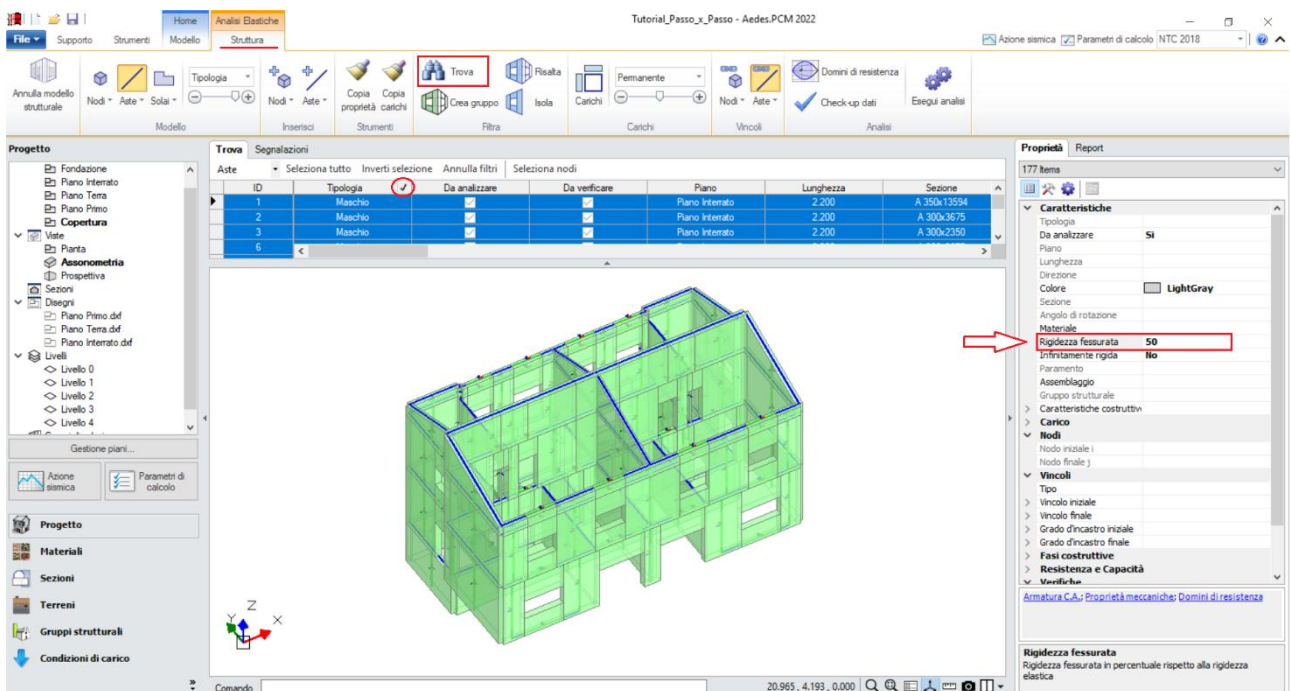 Home
Analisi Elastiche
Tutorial_Passo_x_Passo - Aedes.PCM 2022
File
Supporto
Strumenti
Modello
Struttura
Azione sismica
Parametri di calcolo
NTC 2018
Annulla modello strutturale
Nodi
Aste
Solai
Tipologia
Modello
Nodi
Aste
Inserisci
Copia proprietà
Copia carichi
Strumenti
Trova
Crea gruppo
Risalta
Isola
Filtra
Carichi
Permanente
Carichi
Nodi
Aste
Vincoli
Domini di resistenza
Check-up dati
Esegui analisi
Analisi
Progetto
Fondazione
Piano Interrato
Piano Terra
Piano Primo
Copertura
Viste
Pianta
Assonometria
Prospettiva
Sezioni
Disegni
Piano Primo.dxf
Piano Terra.dxf
Piano Interrato.dxf
Livelli
Livello 0
Livello 1
Livello 2
Livello 3
Livello 4
Gestione piani...
Azione sismica
Parametri di calcolo
Progetto
Materiali
Sezioni
Terreni
Gruppi strutturali
Condizioni di carico
Trova
Segnalazioni
Aste
Seleziona tutto
Inverti selezione
Annulla filtri
Seleziona nodi
ID Tipologia Da analizzare Da verificare Piano Lunghezza Sezione
1 Maschio Piano Interrato 2.200 A 350x13594
2 Maschio Piano Interrato 2.200 A 300x3675
3 Maschio Piano Interrato 2.200 A 300x2350
6
Z
Y
X
Comando
20.965 , 4.193 , 0.000
Proprietà
Report
177 Items
Caratteristiche
Tipologia
Da analizzare Sì
Piano
Lunghezza
Direzione
Colore LightGray
Sezione
Angolo di rotazione
Materiale
Rigidezza fessurata 50
Infinitamente rigida No
Paramento
Assemblaggio
Gruppo strutturale
Caratteristiche costruttiv
Carico
Nodi
Nodo iniziale i
Nodo finale j
Vincoli
Tipo
Vincolo iniziale
Vincolo finale
Grado d'incastro iniziale
Grado d'incastro finale
Fasi costruttive
Resistenza e Capacità
Verifiche
Armatura C.A.; Proprietà meccaniche; Domini di resistenza
Rigidezza fessurata
Rigidezza fessurata in percentuale rispetto alla rigidezza
elastica